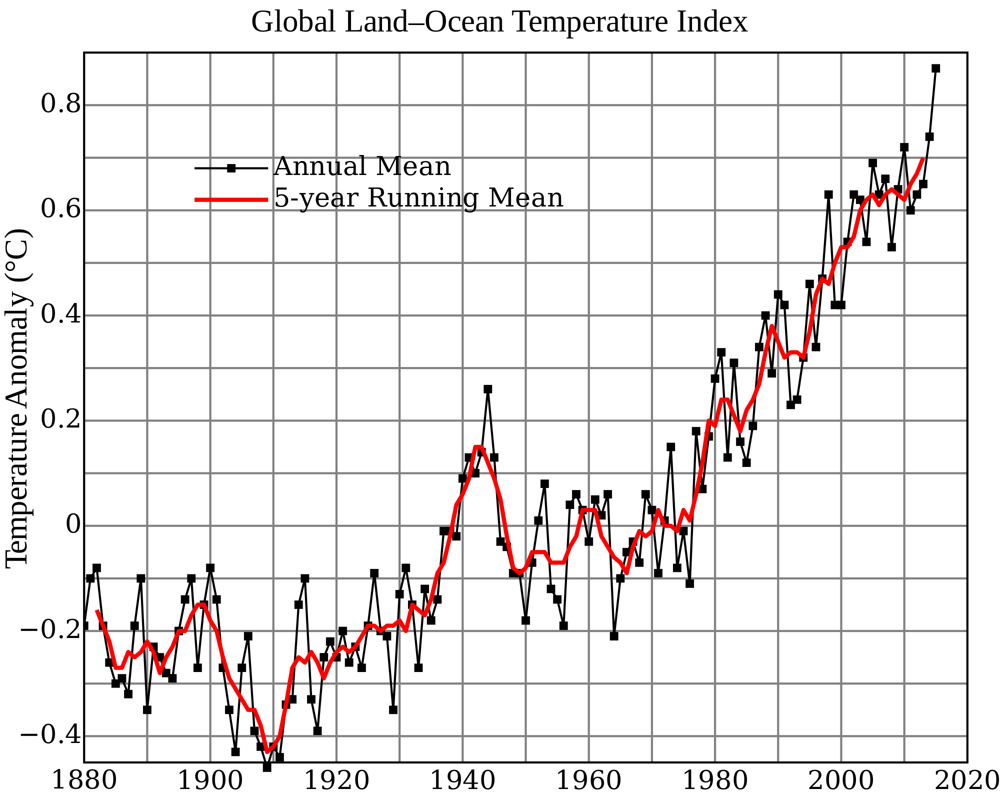 Global Land–Ocean Temperature Index
Temperature Anomaly (°C)
0.8
0.6
0.4
0.2
0
−0.2
−0.4
Annual Mean
5-year Running Mean
1880 1900 1920 1940 1960 1980 2000 2020